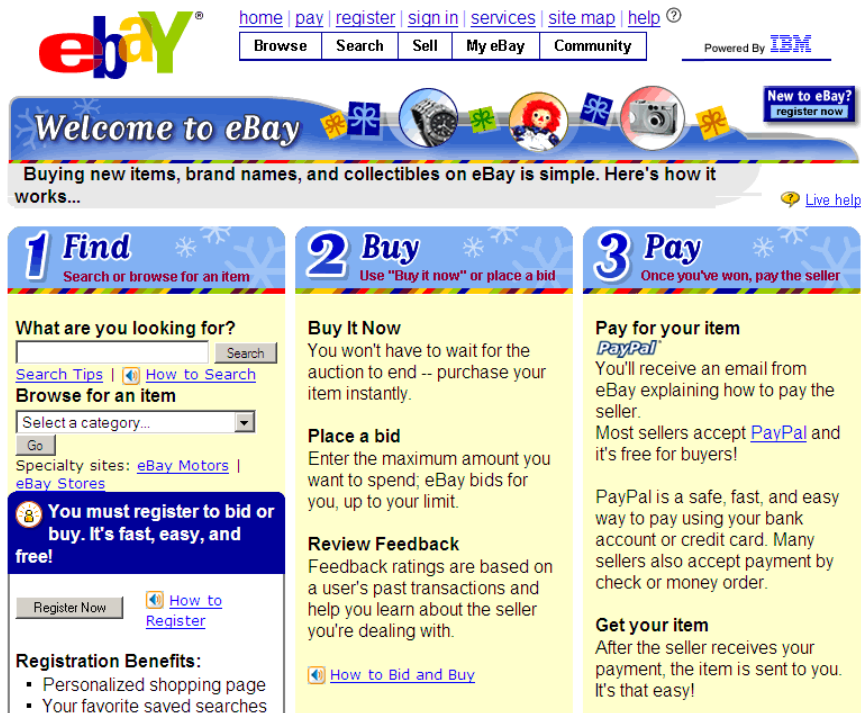 ebaY®
home | pay | register | sign in | services | site map | help ?
Browse Search Sell My eBay Community
Powered By IBM
Welcome to eBay
New to eBay?
register now
Buying new items, brand names, and collectibles on eBay is simple. Here's how it
works...
? Live help
1 Find
Search or browse for an item
What are you looking for?
Search
Search Tips | How to Search
Browse for an item
Select a category...
Go
Specialty sites: eBay Motors |
eBay Stores
You must register to bid or
buy. It's fast, easy, and
free!
Register Now
How to
Register
Registration Benefits:
▪ Personalized shopping page
▪ Your favorite saved searches
2 Buy
Use "Buy it now" or place a bid
Buy It Now
You won't have to wait for the
auction to end -- purchase your
item instantly.
Place a bid
Enter the maximum amount you
want to spend; eBay bids for
you, up to your limit.
Review Feedback
Feedback ratings are based on
a user's past transactions and
help you learn about the seller
you're dealing with.
How to Bid and Buy
3 Pay
Once you've won, pay the seller
Pay for your item
PayPal
You'll receive an email from
eBay explaining how to pay the
seller.
Most sellers accept PayPal and
it's free for buyers!
PayPal is a safe, fast, and easy
way to pay using your bank
account or credit card. Many
sellers also accept payment by
check or money order.
Get your item
After the seller receives your
payment, the item is sent to you.
It's that easy!